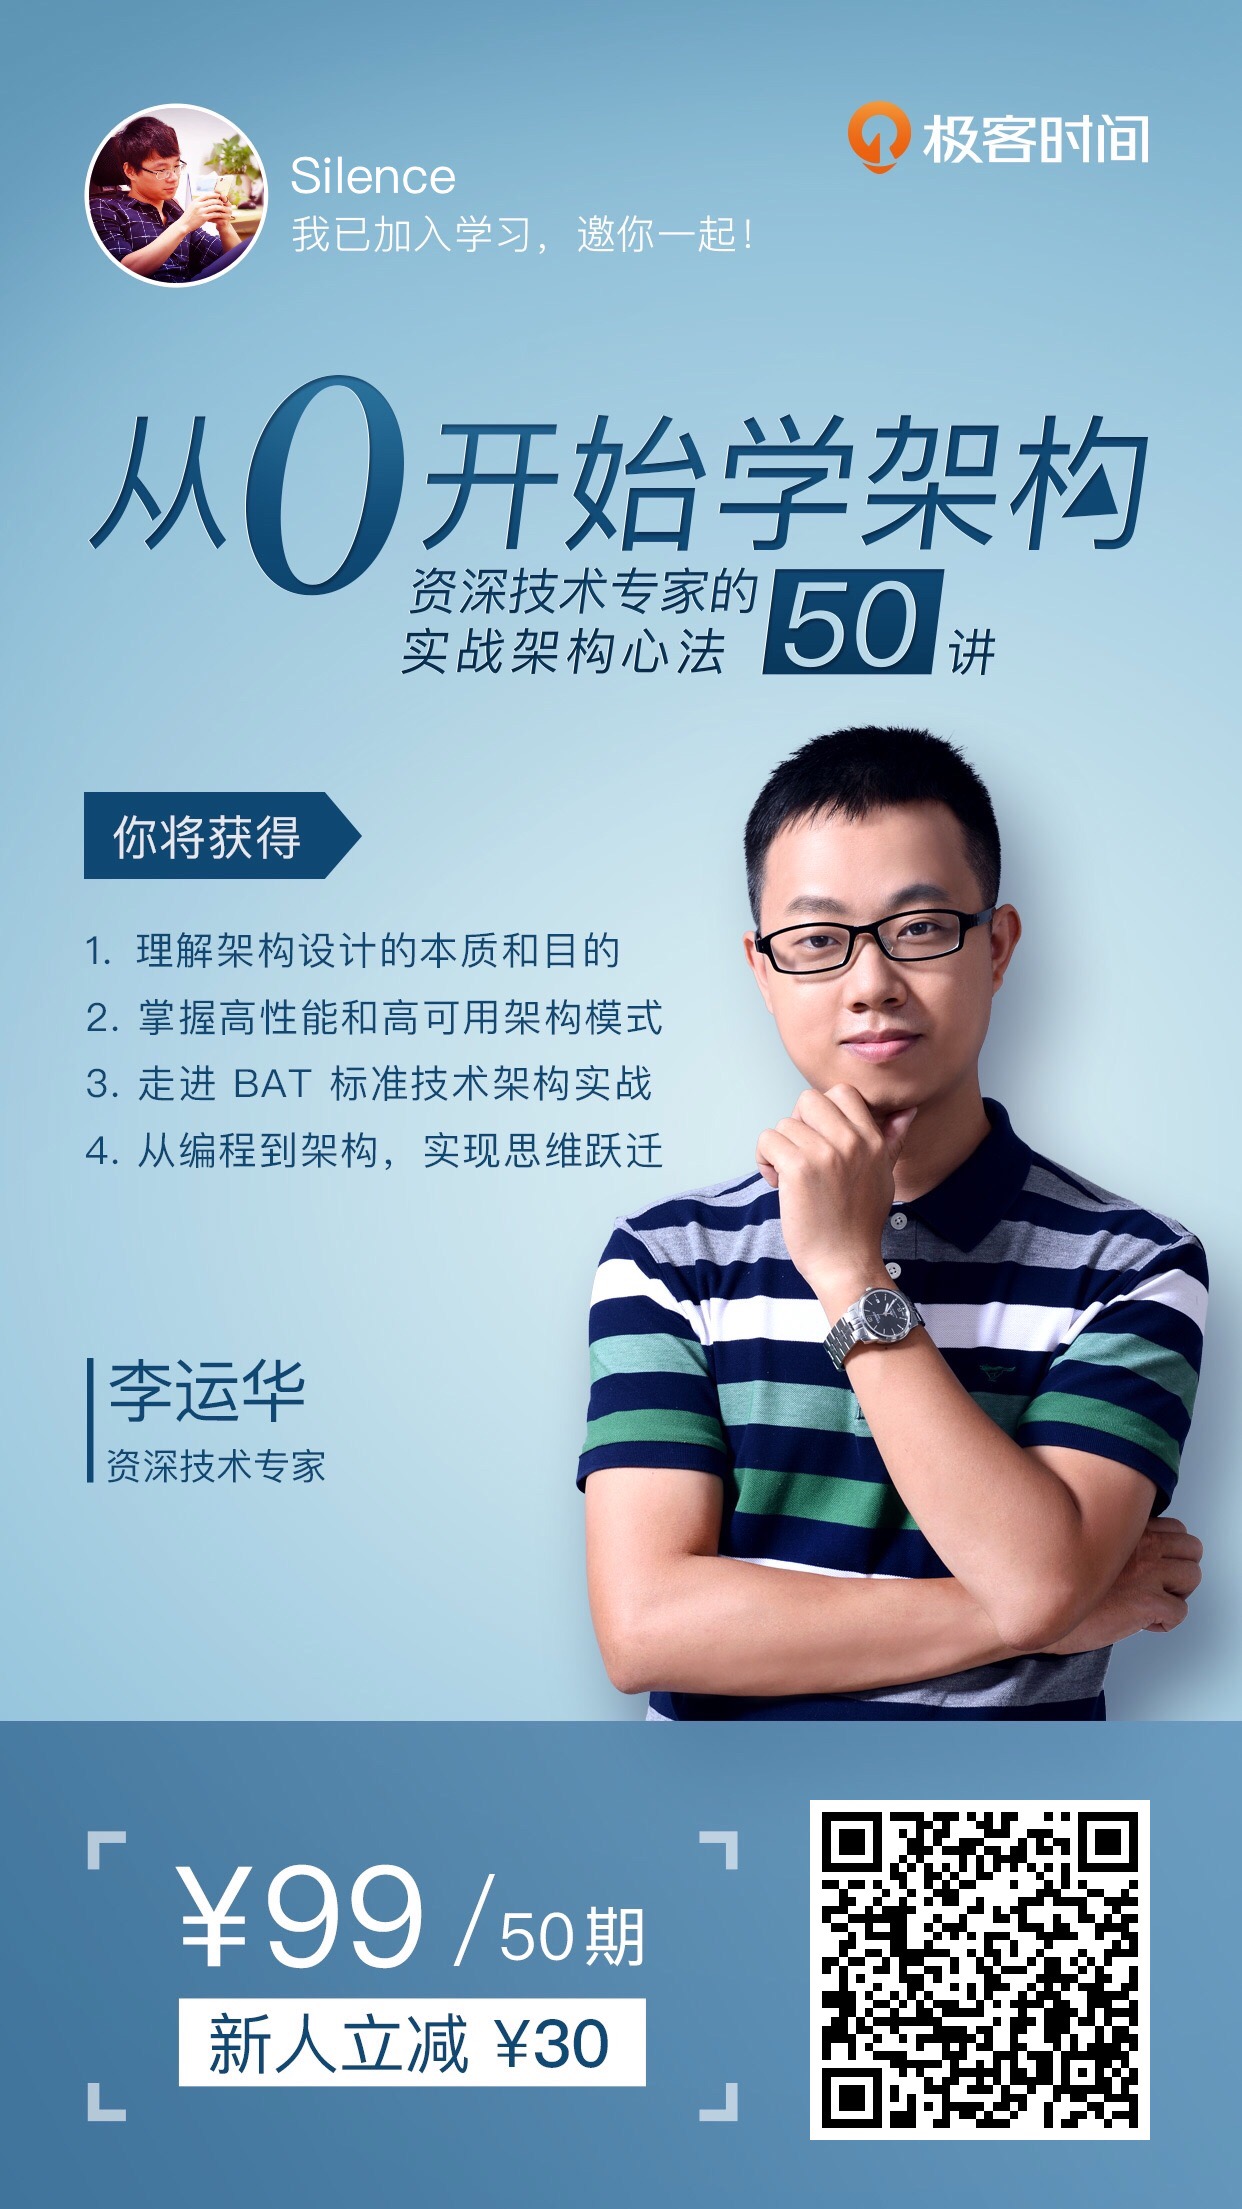 极客时间
Silence
我已加入学习，邀你一起！
从0开始学架构
资深技术专家的
实战架构心法 50 讲
你将获得
1. 理解架构设计的本质和目的
2. 掌握高性能和高可用架构模式
3. 走进 BAT 标准技术架构实战
4. 从编程到架构，实现思维跃迁
李运华
资深技术专家
¥99/50期
新人立减 ¥30